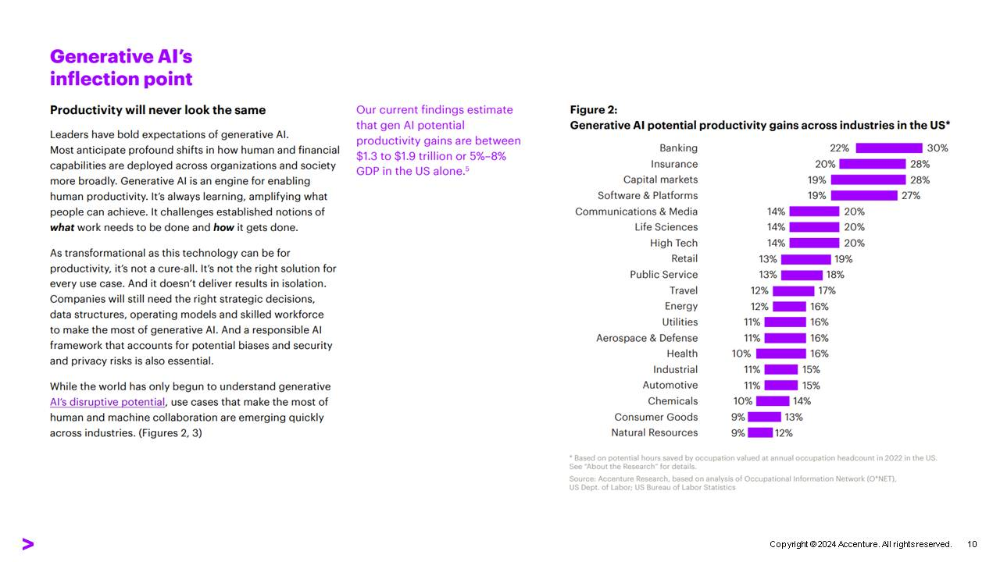 Generative AI’s
inflection point
Productivity will never look the same
Leaders have bold expectations of generative AI.
Most anticipate profound shifts in how human and financial
capabilities are deployed across organizations and society
more broadly. Generative AI is an engine for enabling
human productivity. It’s always learning, amplifying what
people can achieve. It challenges established notions of
what work needs to be done and how it gets done.
As transformational as this technology can be for
productivity, it’s not a cure-all. It’s not the right solution for
every use case. And it doesn’t deliver results in isolation.
Companies will still need the right strategic decisions,
data structures, operating models and skilled workforce
to make the most of generative AI. And a responsible AI
framework that accounts for potential biases and security
and privacy risks is also essential.
While the world has only begun to understand generative
AI’s disruptive potential, use cases that make the most of
human and machine collaboration are emerging quickly
across industries. (Figures 2, 3)
Our current findings estimate
that gen AI potential
productivity gains are between
$1.3 to $1.9 trillion or 5%–8%
GDP in the US alone.5
Figure 2:
Generative AI potential productivity gains across industries in the US*
Banking 22% 30%
Insurance 20% 28%
Capital markets 19% 28%
Software & Platforms 19% 27%
Communications & Media 14% 20%
Life Sciences 14% 20%
High Tech 14% 20%
Retail 13% 19%
Public Service 13% 18%
Travel 12% 17%
Energy 12% 16%
Utilities 11% 16%
Aerospace & Defense 11% 16%
Health 10% 16%
Industrial 11% 15%
Automotive 11% 15%
Chemicals 10% 14%
Consumer Goods 9% 13%
Natural Resources 9% 12%
* Based on potential hours saved by occupation valued at annual occupation headcount in 2022 in the US.
See “About the Research” for details.
Source: Accenture Research, based on analysis of Occupational Information Network (O*NET),
US Dept. of Labor; US Bureau of Labor Statistics
Copyright © 2024 Accenture. All rights reserved. 10